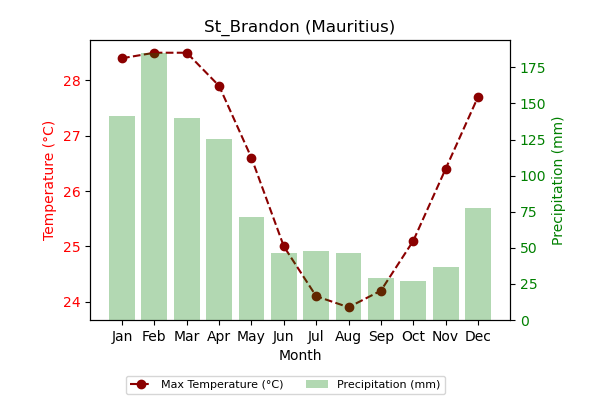 St_Brandon (Mauritius)
28
27
26
25
24
Temperature (°C)
175
150
125
100
75
50
25
0
Precipitation (mm)
Jan Feb Mar Apr May Jun Jul Aug Sep Oct Nov Dec
Month
Max Temperature (°C) Precipitation (mm)